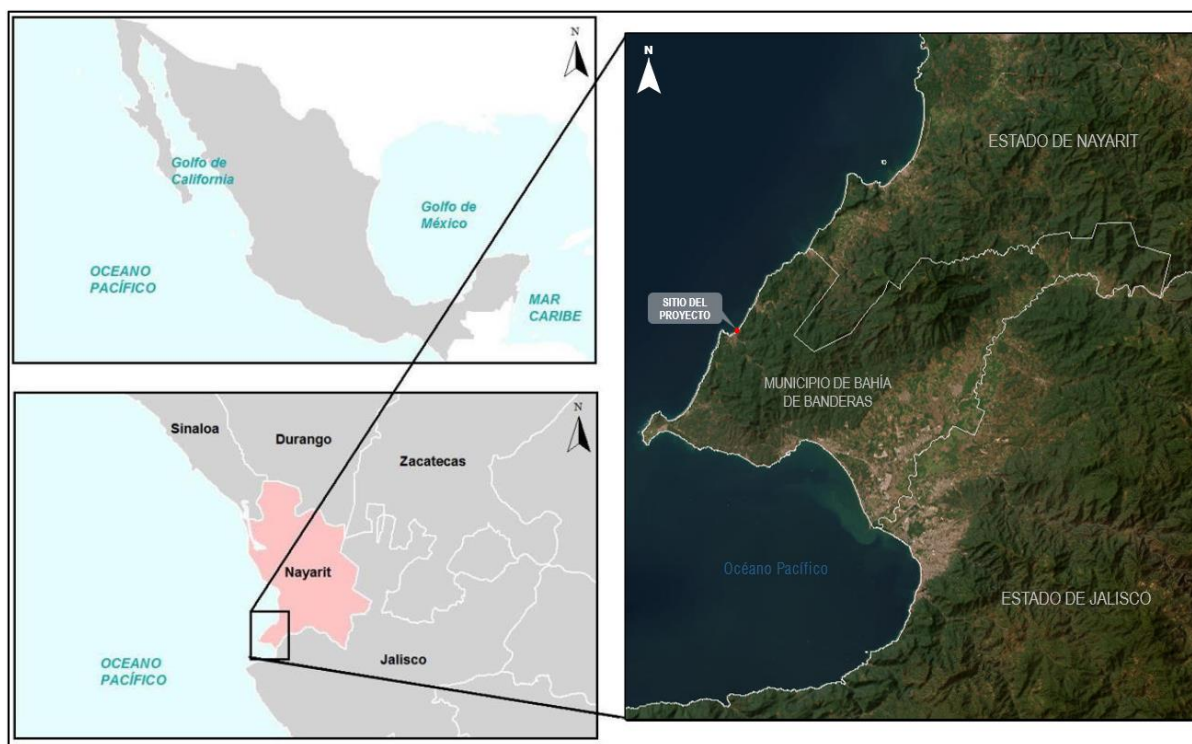 N
Golfo de
California
Golfo de
México
OCEANO
PACÍFICO
MAR
CARIBE
N
Sinaloa
Durango
Zacatecas
Nayarit
Jalisco
OCEANO
PACÍFICO
N
ESTADO DE NAYARIT
SITIO DEL
PROYECTO
MUNICIPIO DE BAHÍA
DE BANDERAS
Océano Pacífico
ESTADO DE JALISCO